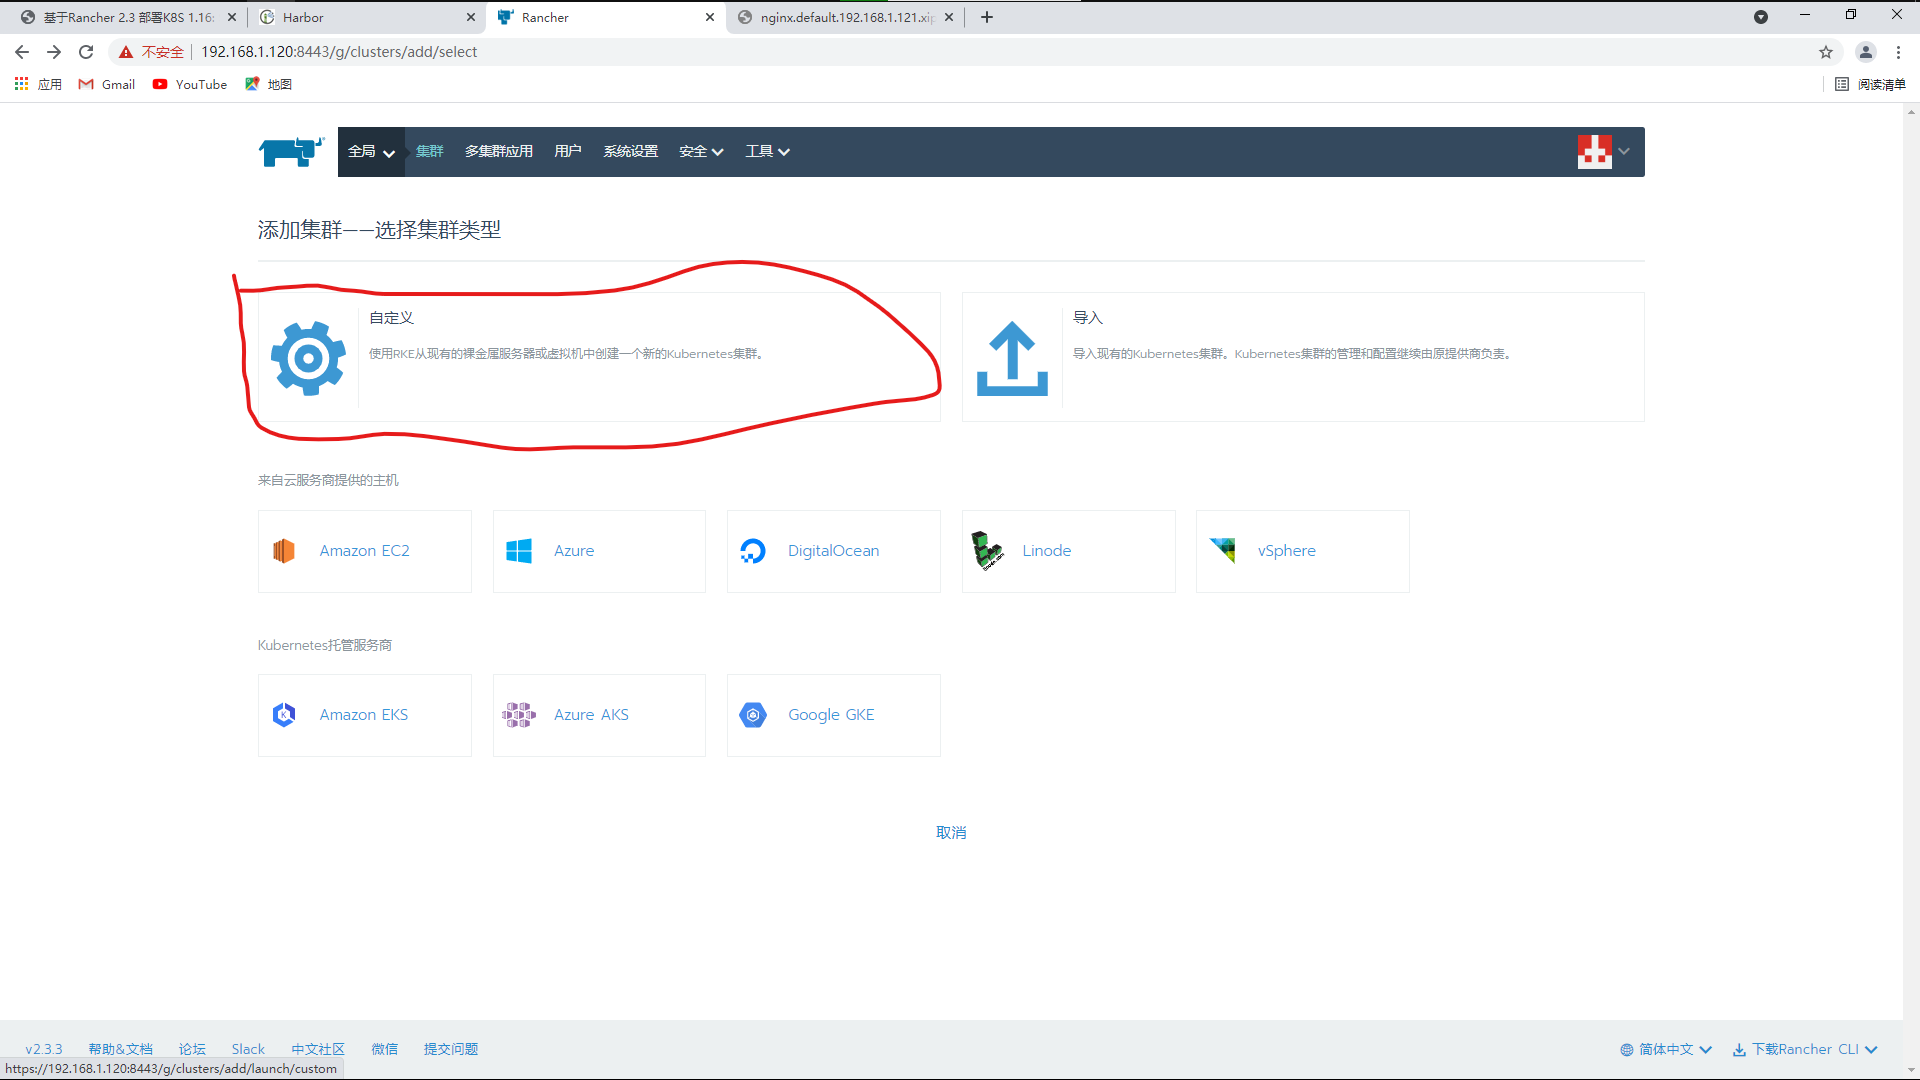 基于Rancher 2.3 部署K8S 1.16:
Harbor
Rancher
nginx.default.192.168.1.121.xip
不安全
192.168.1.120:8443/g/clusters/add/select
应用
Gmail
YouTube
地图
阅读清单
全局
集群
多集群应用
用户
系统设置
安全
工具
添加集群——选择集群类型
自定义
使用RKE从现有的裸金属服务器或虚拟机中创建一个新的Kubernetes集群。
导入
导入现有的Kubernetes集群。Kubernetes集群的管理和配置继续由原提供商负责。
来自云服务商提供的主机
Amazon EC2
Azure
DigitalOcean
Linode
vSphere
Kubernetes托管服务商
Amazon EKS
Azure AKS
Google GKE
取消
v2.3.3
帮助&文档
论坛
Slack
中文社区
微信
提交问题
简体中文
下载Rancher CLI
https://192.168.1.120:8443/g/clusters/add/launch/custom